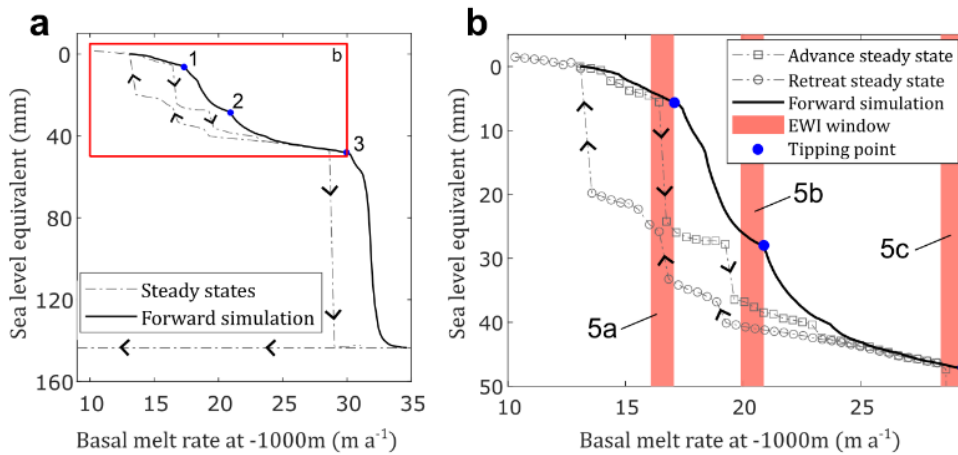 a
b
0
40
80
120
160
10
15
20
25
30
35
Sea level equivalent (mm)
Basal melt rate at -1000m (m a⁻¹)
b
1
2
3
Steady states
Forward simulation
0
10
20
30
40
50
10
15
20
25
Sea level equivalent (mm)
Basal melt rate at -1000m (m a⁻¹)
Advance steady state
Retreat steady state
Forward simulation
EWI window
Tipping point
5a
5b
5c